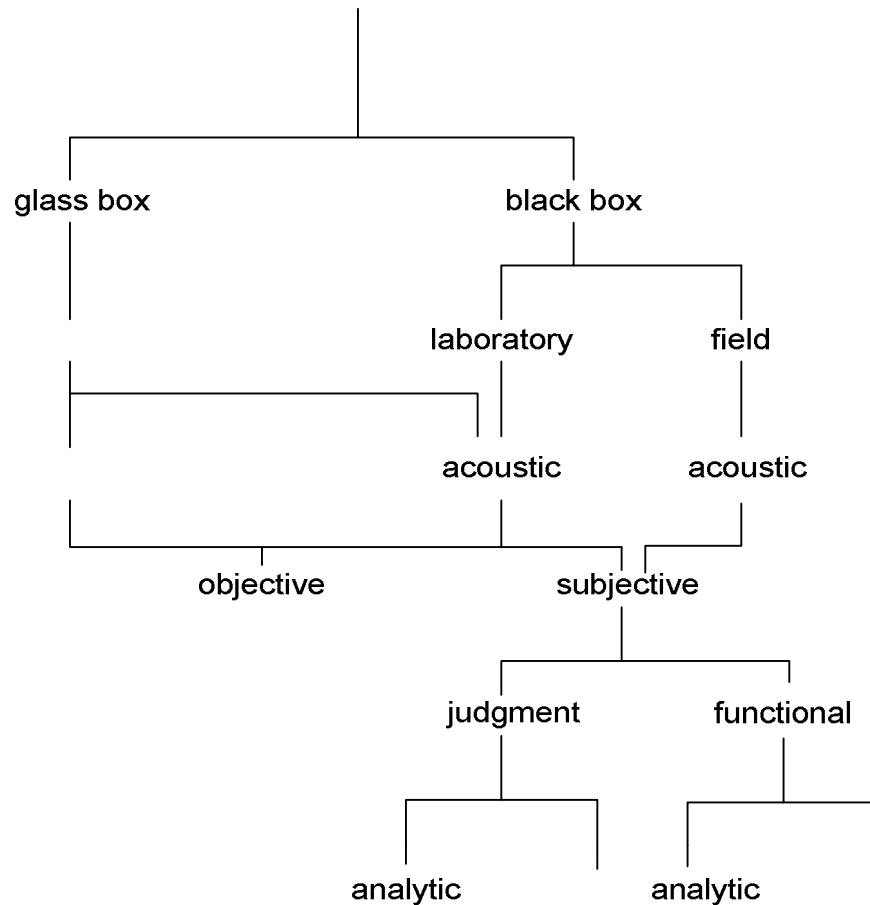 glass box black box
laboratory field
acoustic acoustic
objective subjective
judgment functional
analytic analytic